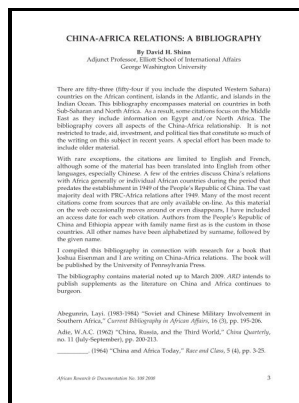 CHINA-AFRICA RELATIONS: A BIBLIOGRAPHY
By David H. Shinn
Adjunct Professor, Elliott School of International Affairs
George Washington University
There are fifty-three (fifty-four if you include the disputed Western Sahara)
countries on the African continent, islands in the Atlantic, and islands in the
Indian Ocean. This bibliography encompasses material on countries in both
Sub-Saharan and North Africa. As a result, some citations focus on the Middle
East as they include information on Egypt and/or North Africa. The
bibliography covers all aspects of the China-Africa relationship. It is not
restricted to trade, aid, investment, and political ties that constitute so much of
the writing on this subject in recent years. A special effort has been made to
include older material.
With rare exceptions, the citations are limited to English and French,
although some of the material has been translated into English from other
languages, especially Chinese. A few of the entries discuss China's relations
with Africa generally or individual African countries during the period that
predates the establishment in 1949 of the People's Republic of China. The vast
majority deal with PRC-Africa relations after 1949. Many of the most recent
citations come from sources that are only available on-line. As this material
on the web occasionally moves around or even disappears, I have included
an access date for each web citation. Authors from the People's Republic of
China and Ethiopia appear with family name first as is the custom in those
countries. All other names have been alphabetized by surname, followed by
the given name.
I compiled this bibliography in connection with research for a book that
Joshua Eisenman and I are writing on China-Africa relations. The book will
be published by the University of Pennsylvania Press.
The bibliography contains material noted up to March 2009. ARD intends to
publish supplements as the literature on China and Africa continues to
burgeon.
Abegunrin, Layi. (1983-1984) "Soviet and Chinese Military Involvement in
Southern Africa," Current Bibliography in African Affairs, 16 (3), pp. 195-206.
Adie, W.A.C. (1962) "China, Russia, and the Third World," China Quarterly,
no. 11 (July-September), pp. 200-213.
________. (1964) "China and Africa Today," Race and Class, 5 (4), pp. 3-25.
African Research & Documentation No. 108 2008 3